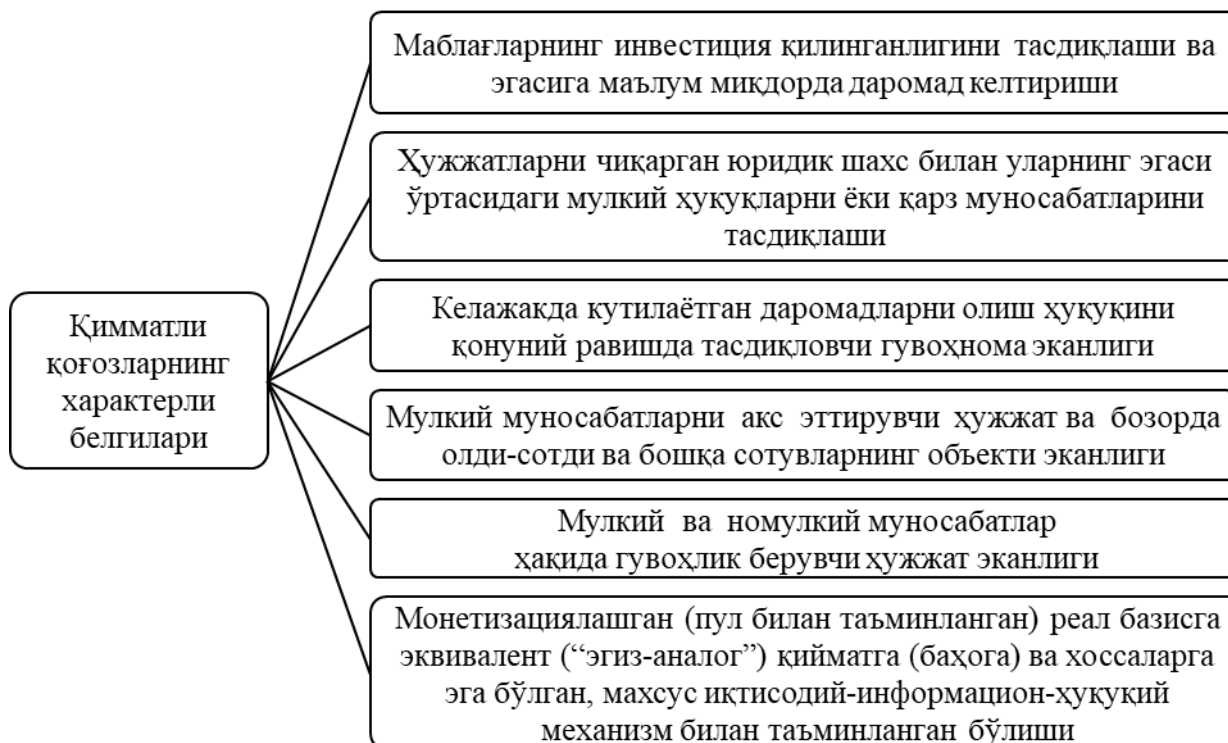 Маблағларнинг инвестиция қилинганлигини тасдиқлаши ва
эгасига маълум миқдорда даромад келтириши
Ҳужжатларни чиқарган юридик шахс билан уларнинг эгаси
ўртасидаги мулкий ҳуқуқларни ёки қарз муносабатларини
тасдиқлаши
Қимматли
қоғозларнинг
характерли
белгилари
Келажакда кутилаётган даромадларни олиш ҳуқуқини
қонуний равишда тасдиқловчи гувоҳнома эканлиги
Мулкий муносабатларни акс эттирувчи ҳужжат ва бозорда
олди-сотди ва бошқа сотувларнинг объекти эканлиги
Мулкий ва номулкий муносабатлар
ҳақида гувоҳлик берувчи ҳужжат эканлиги
Монетизациялашган (пул билан таъминланган) реал базисга
эквивалент (“эгиз-аналог”) қийматга (баҳога) ва хоссаларга
эга бўлган, махсус иқтисодий-информацион-ҳуқуқий
механизм билан таъминланган бўлиши